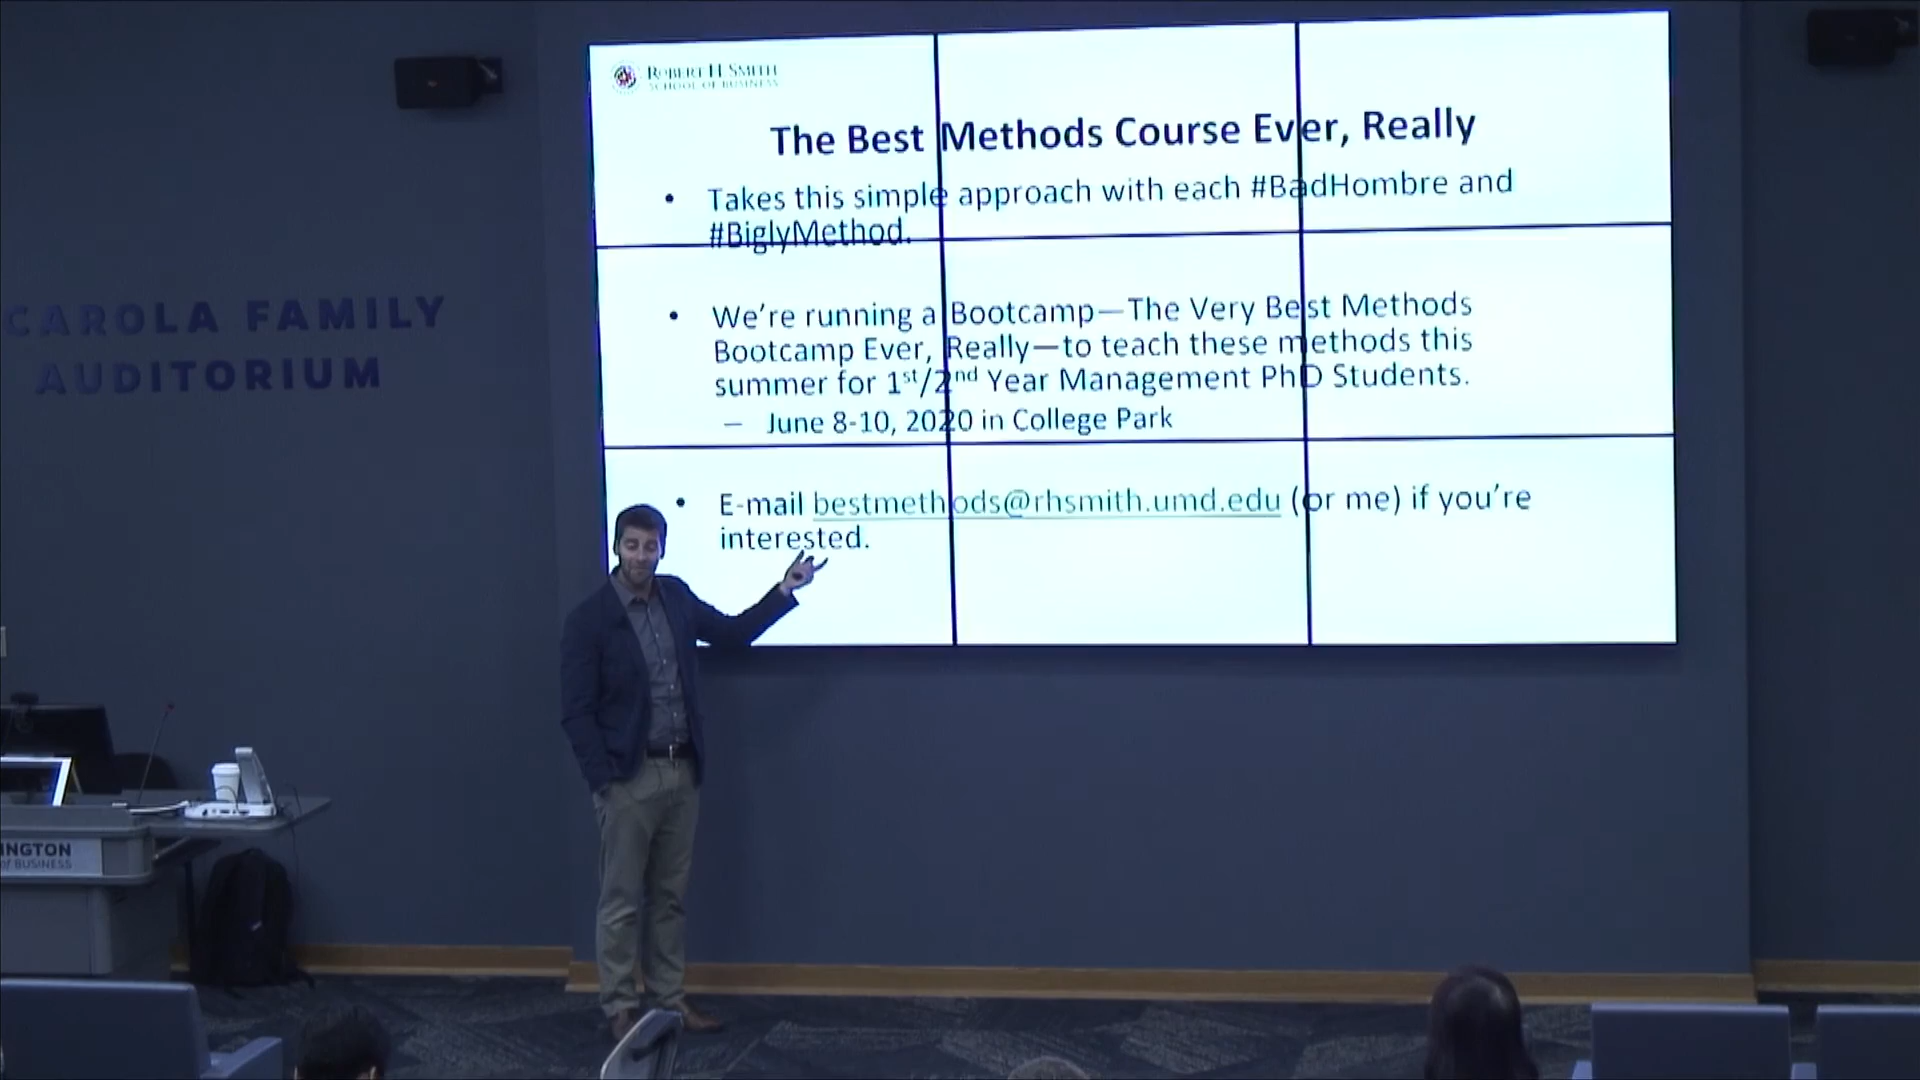 ROBERT H. SMITH
SCHOOL OF BUSINESS
The Best Methods Course Ever, Really
• Takes this simple approach with each #BadHombre and
#BiglyMethod.
• We're running a Bootcamp—The Very Best Methods
Bootcamp Ever, Really—to teach these methods this
summer for 1st/2nd Year Management PhD Students.
– June 8-10, 2020 in College Park
• E-mail bestmethods@rhsmith.umd.edu (or me) if you're
interested.
CAROLA FAMILY
AUDITORIUM
INGTON
of BUSINESS